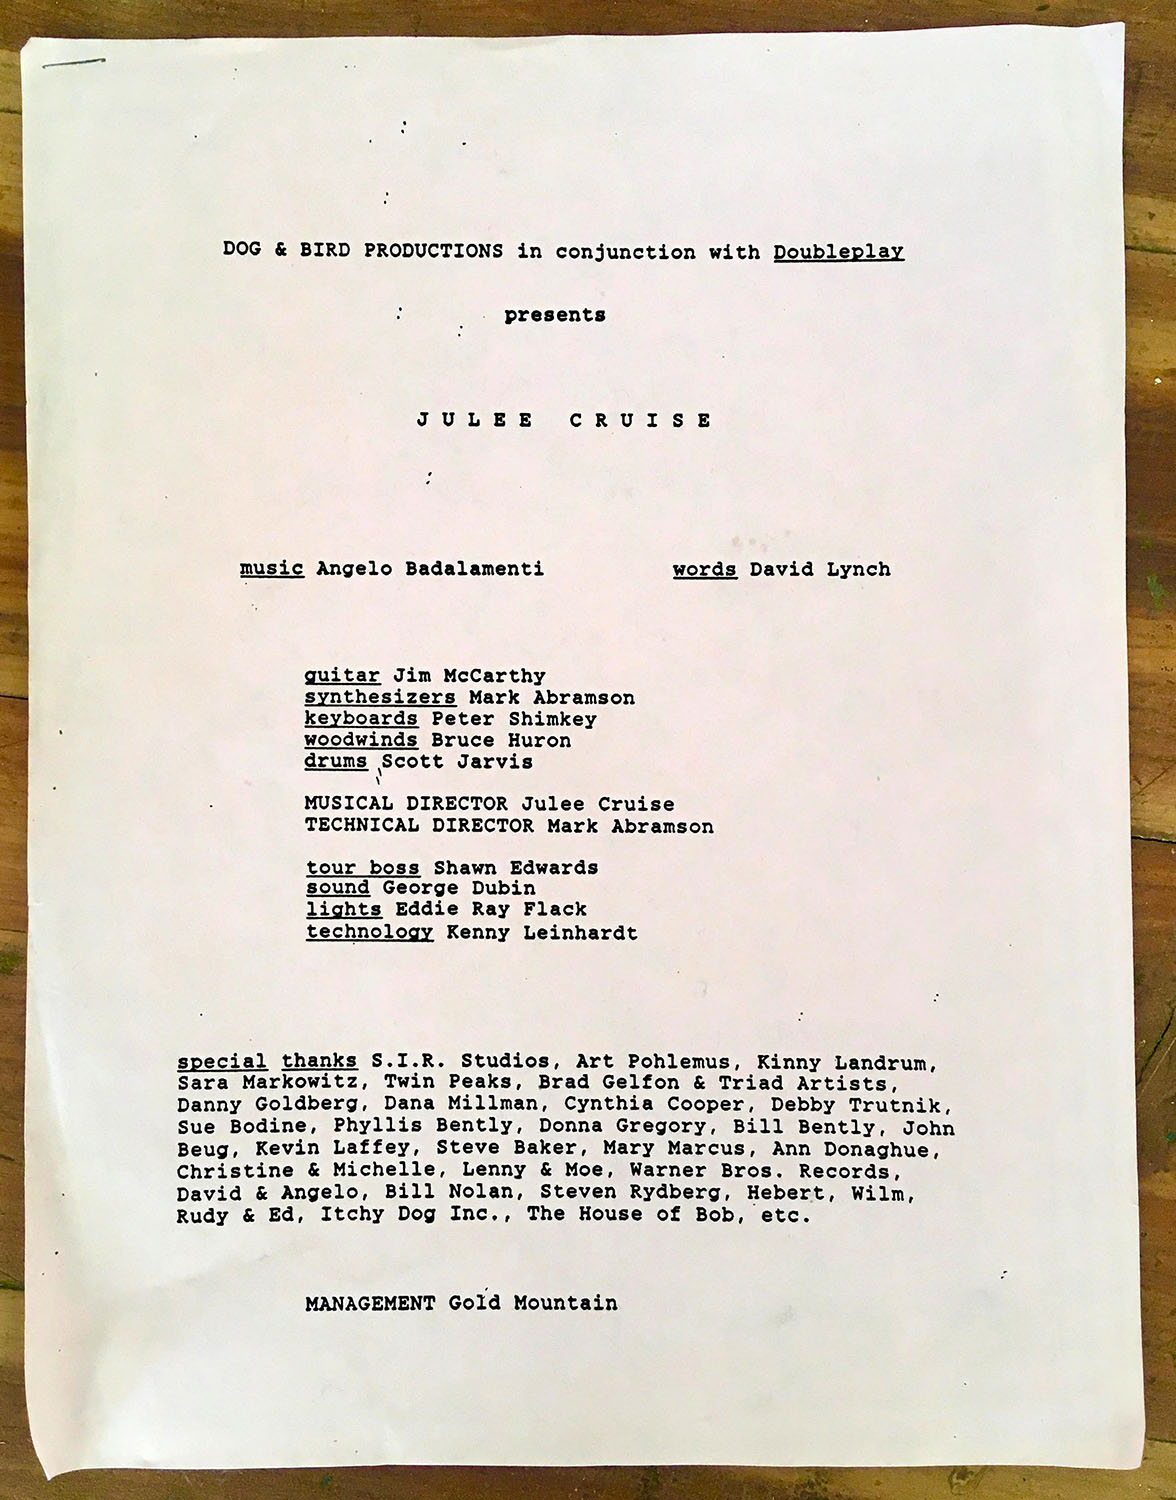 DOG & BIRD PRODUCTIONS in conjunction with Doubleplay
presents
JULEE CRUISE
music Angelo Badalamenti words David Lynch
guitar Jim McCarthy
synthesizers Mark Abramson
keyboards Peter Shimkey
woodwinds Bruce Huron
drums Scott Jarvis
MUSICAL DIRECTOR Julee Cruise
TECHNICAL DIRECTOR Mark Abramson
tour boss Shawn Edwards
sound George Dubin
lights Eddie Ray Flack
technology Kenny Leinhardt
special thanks S.I.R. Studios, Art Pohlemus, Kinny Landrum,
Sara Markowitz, Twin Peaks, Brad Gelfon & Triad Artists,
Danny Goldberg, Dana Millman, Cynthia Cooper, Debby Trutnik,
Sue Bodine, Phyllis Bently, Donna Gregory, Bill Bently, John
Beug, Kevin Laffey, Steve Baker, Mary Marcus, Ann Donaghue,
Christine & Michelle, Lenny & Moe, Warner Bros. Records,
David & Angelo, Bill Nolan, Steven Rydberg, Hebert, Wilm,
Rudy & Ed, Itchy Dog Inc., The House of Bob, etc.
MANAGEMENT Gold Mountain